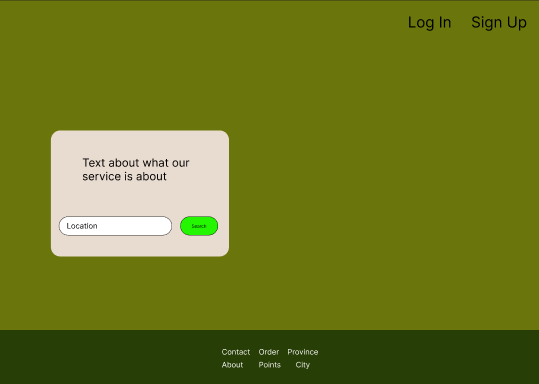 Log In Sign Up
Text about what our
service is about
Location Search
Contact Order Province
About Points City